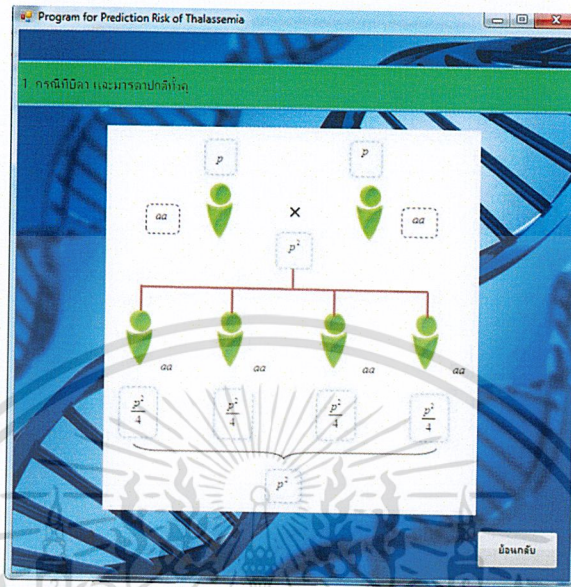 Program for Prediction Risk of Thalassemia
1. กรณีที่บิดา และมารดาปกติทั้งคู่
p p
aa × aa
p²
aa aa aa aa
p²/4 p²/4 p²/4 p²/4
p²
ย้อนกลับ